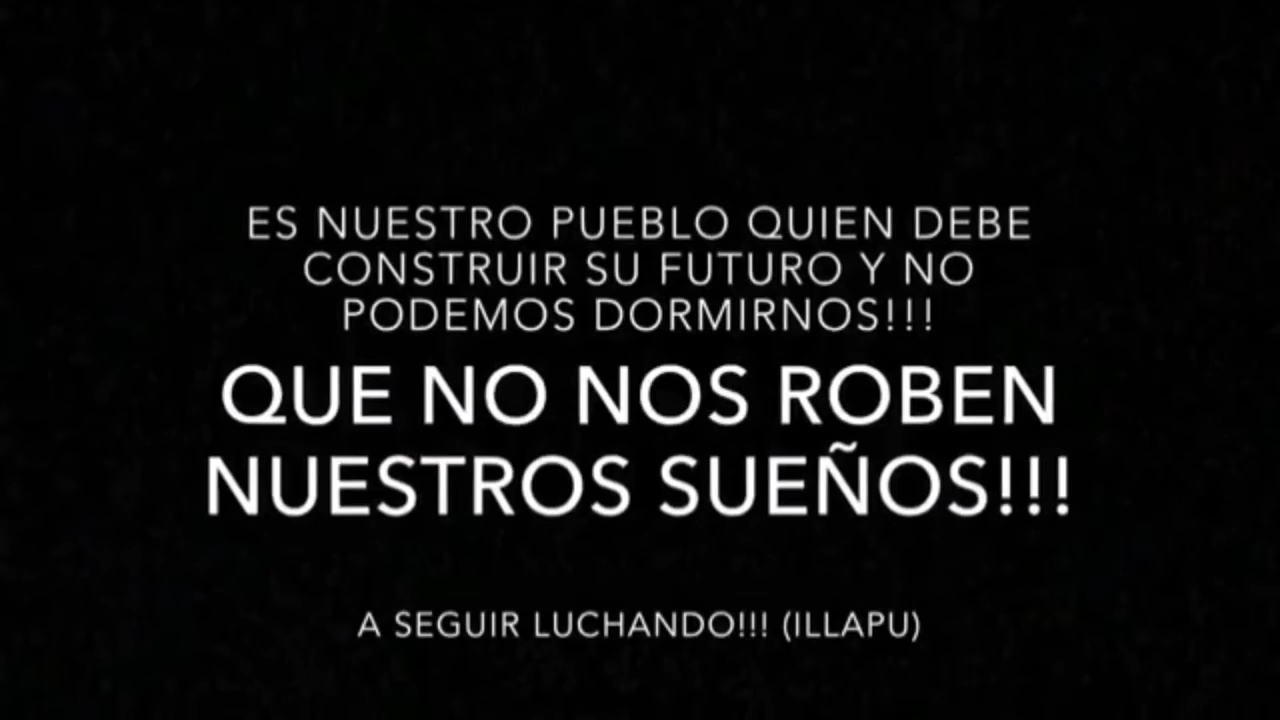 ES NUESTRO PUEBLO QUIEN DEBE
CONSTRUIR SU FUTURO Y NO
PODEMOS DORMIRNOS!!!
QUE NO NOS ROBEN
NUESTROS SUEÑOS!!!
A SEGUIR LUCHANDO!!! (ILLAPU)